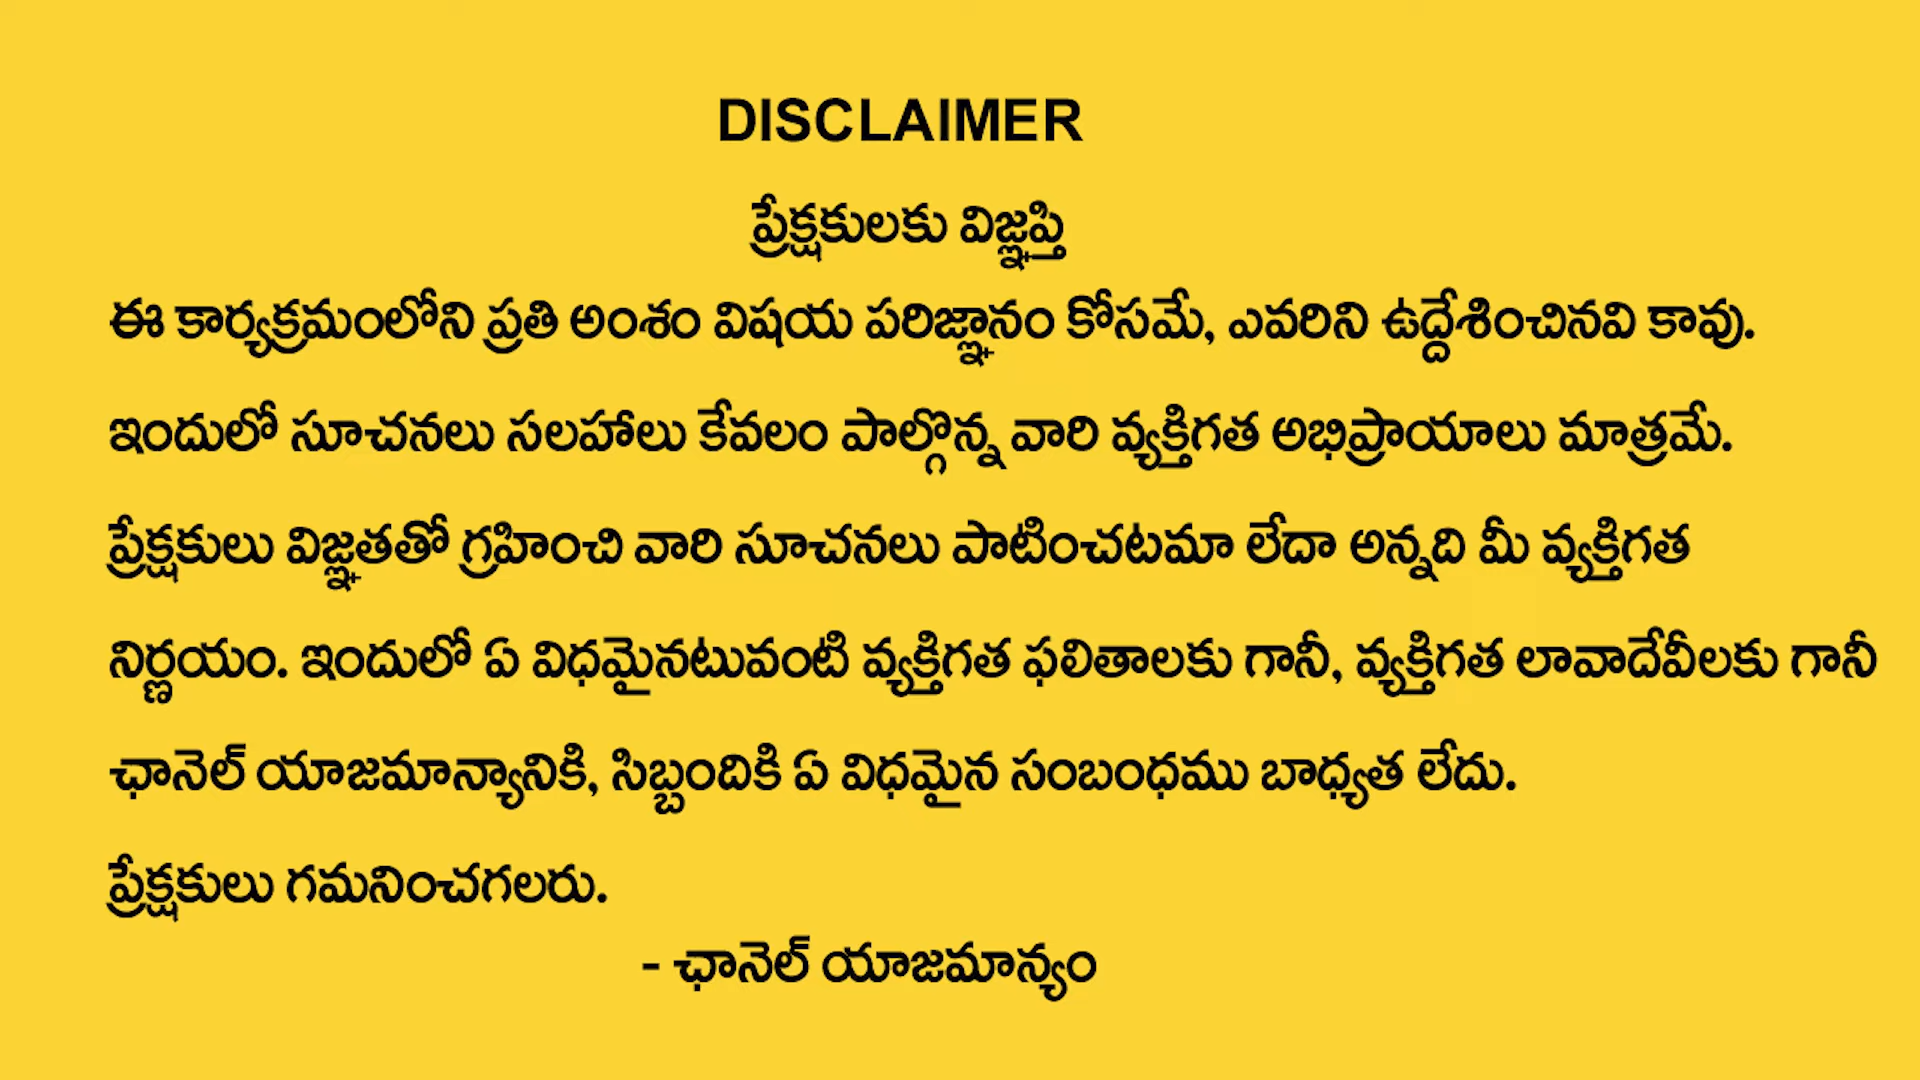 DISCLAIMER
ప్రేక్షకులకు విజ్ఞప్తి
ఈ కార్యక్రమంలోని ప్రతి అంశం విషయ పరిజ్ఞానం కోసమే, ఎవరిని ఉద్దేశించినవి కావు.
ఇందులో సూచనలు సలహాలు కేవలం పాల్గొన్న వారి వ్యక్తిగత అభిప్రాయాలు మాత్రమే.
ప్రేక్షకులు విజ్ఞతతో గ్రహించి వారి సూచనలు పాటించటమా లేదా అన్నది మీ వ్యక్తిగత
నిర్ణయం. ఇందులో ఏ విధమైనటువంటి వ్యక్తిగత ఫలితాలకు గానీ, వ్యక్తిగత లావాదేవీలకు గానీ
ఛానెల్ యాజమాన్యానికి, సిబ్బందికి ఏ విధమైన సంబంధము బాధ్యత లేదు.
ప్రేక్షకులు గమనించగలరు.
- ఛానెల్ యాజమాన్యం